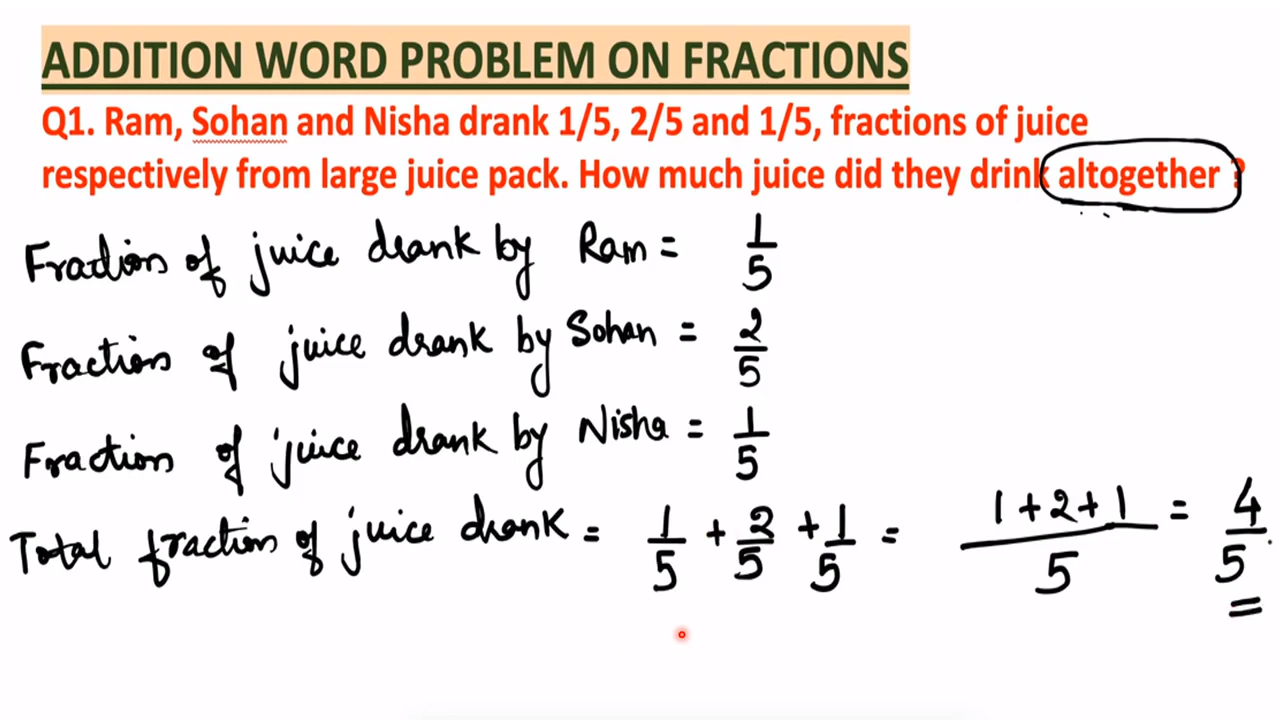 ADDITION WORD PROBLEM ON FRACTIONS
Q1. Ram, Sohan and Nisha drank 1/5, 2/5 and 1/5, fractions of juice
respectively from large juice pack. How much juice did they drink altogether ?
Fraction of juice drank by Ram = 1/5
Fraction of juice drank by Sohan = 2/5
Fraction of juice drank by Nisha = 1/5
Total fraction of juice drank = 1/5 + 2/5 + 1/5 = (1+2+1)/5 = 4/5